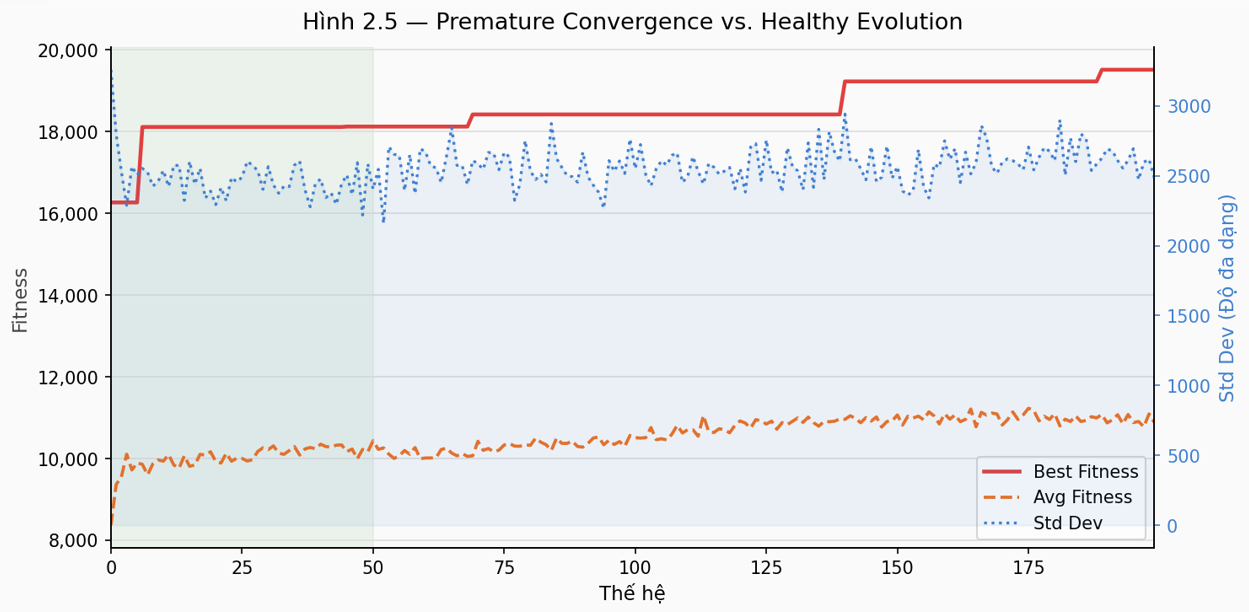 Hình 2.5 — Premature Convergence vs. Healthy Evolution
Fitness
20,000
18,000
16,000
14,000
12,000
10,000
8,000
3000
2500
2000
1500
1000
500
0
Std Dev (Độ đa dạng)
Best Fitness
Avg Fitness
Std Dev
0 25 50 75 100 125 150 175
Thế hệ